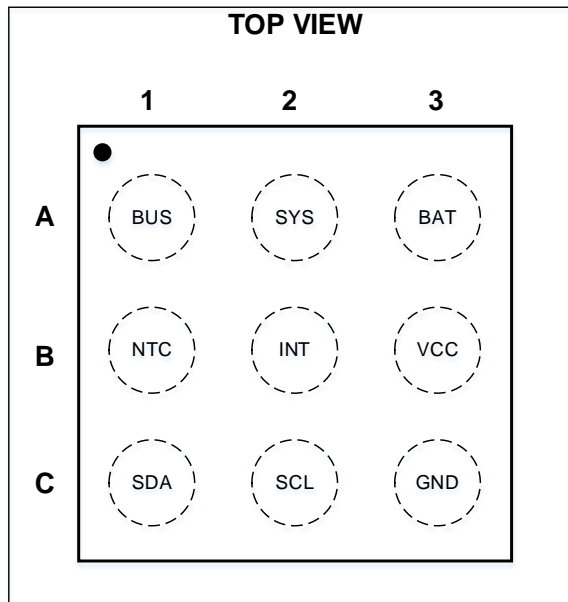 TOP VIEW
1 2 3
A BUS SYS BAT
B NTC INT VCC
C SDA SCL GND